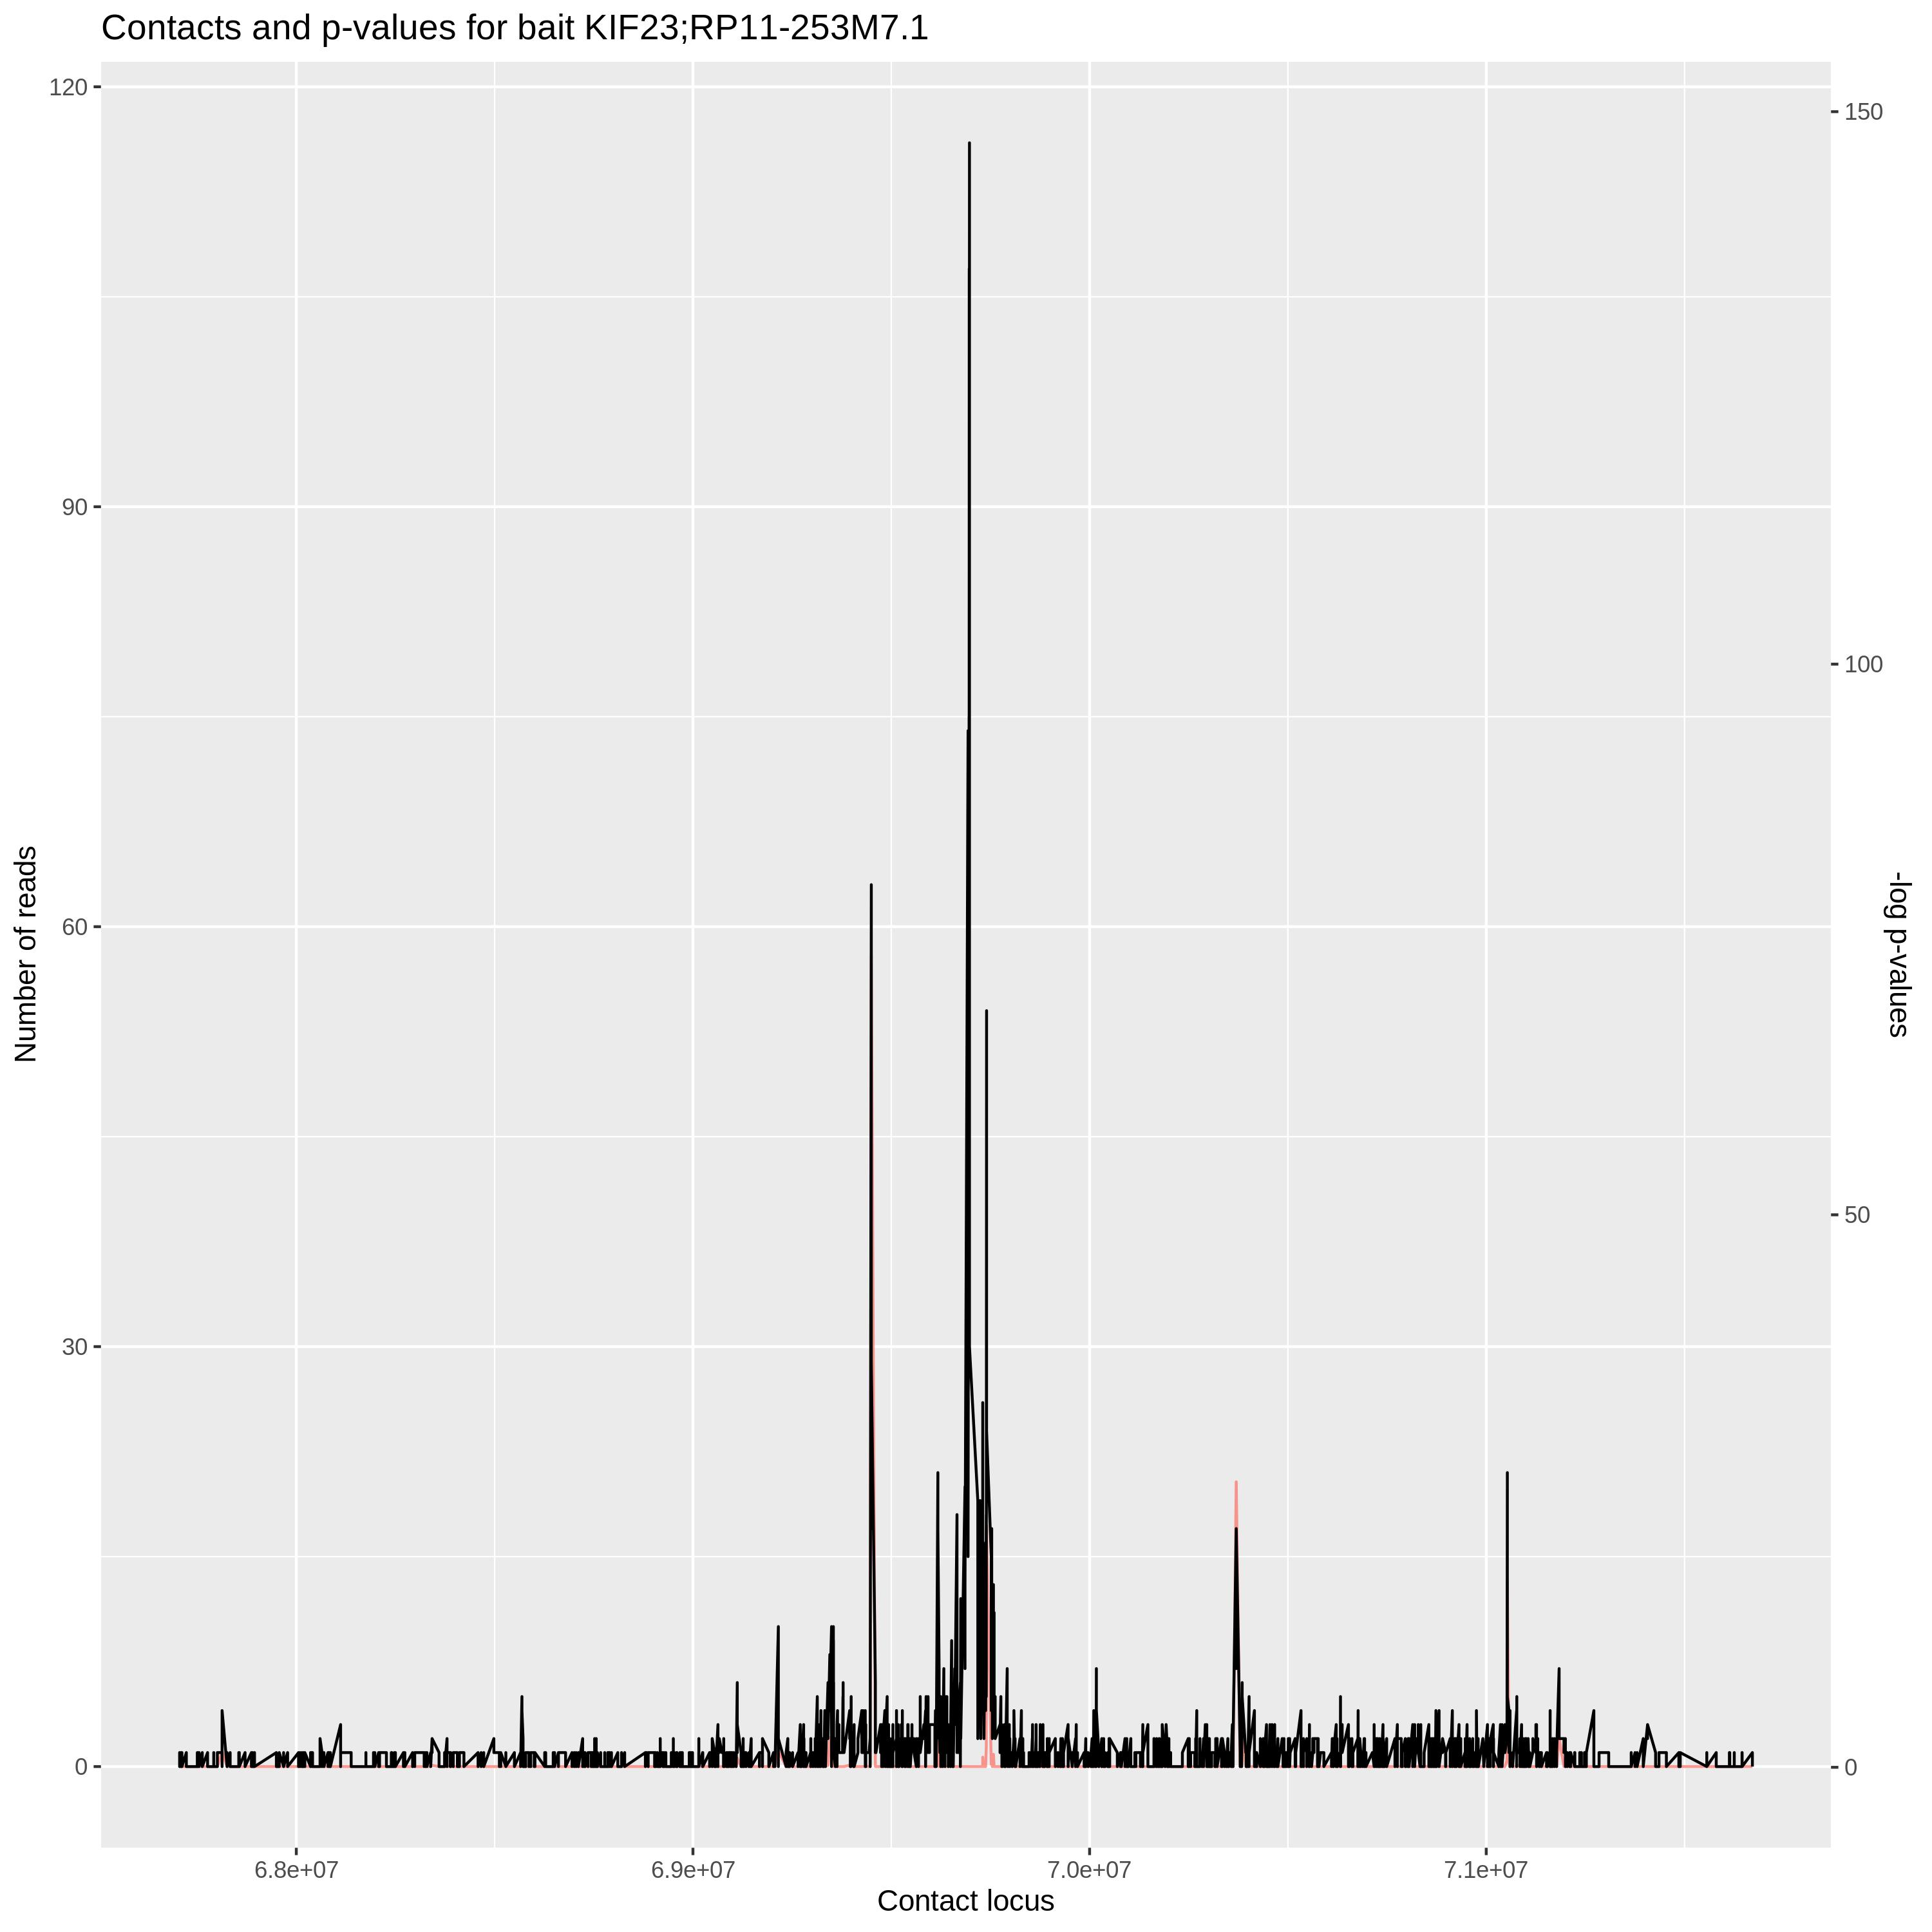 Contacts and p-values for bait KIF23;RP11-253M7.1
120
90
60
30
0
150
100
50
0
Number of reads
-log p-values
6.8e+07
6.9e+07
7.0e+07
7.1e+07
Contact locus